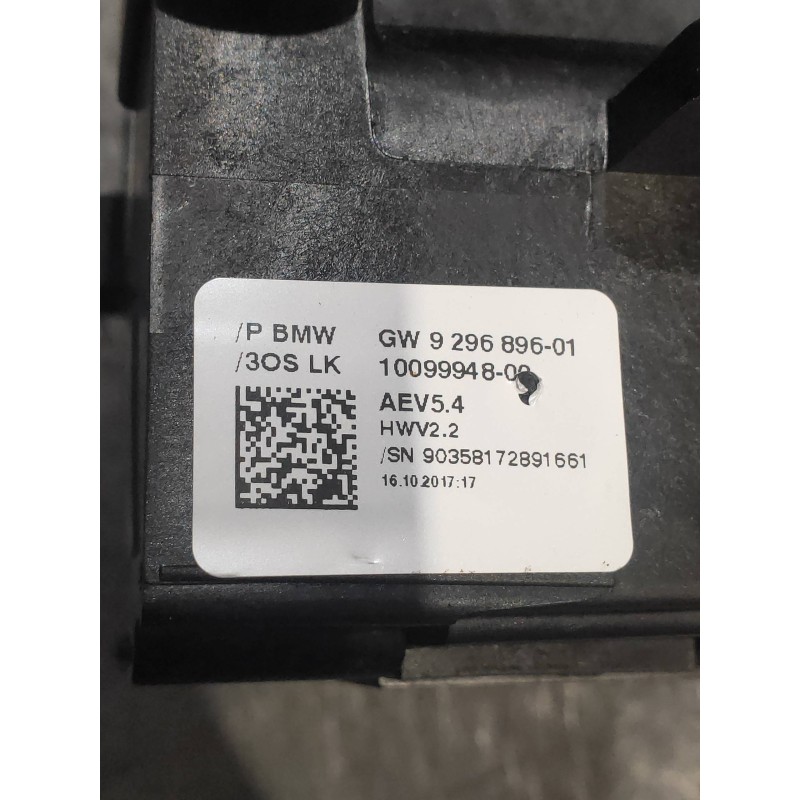 /P BMW GW 9 296 896-01
/3OS LK 10099948-0
AEV5.4
HWV2.2
/SN 90358172891661
16.10.2017:17